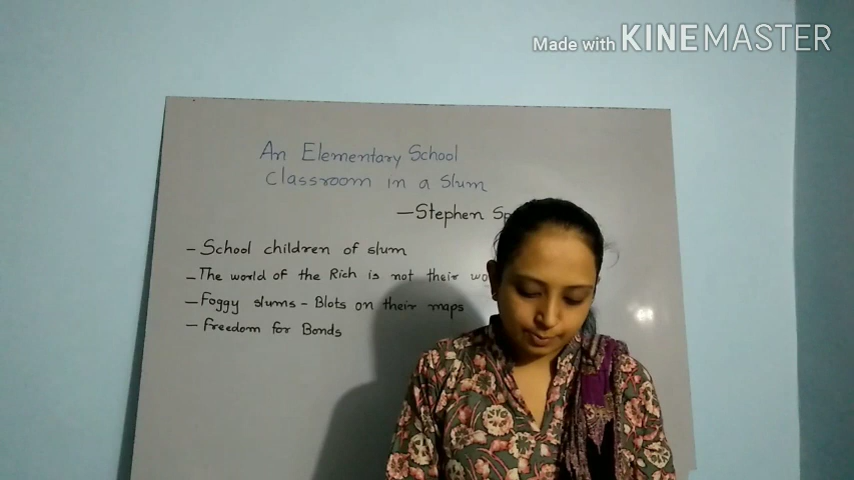 Made with KINEMASTER
An Elementary School
Classroom in a Slum
- Stephen
- School children of slum
- The world of the Rich is not their
- Foggy slums - Blots on their maps
- Freedom for Bonds